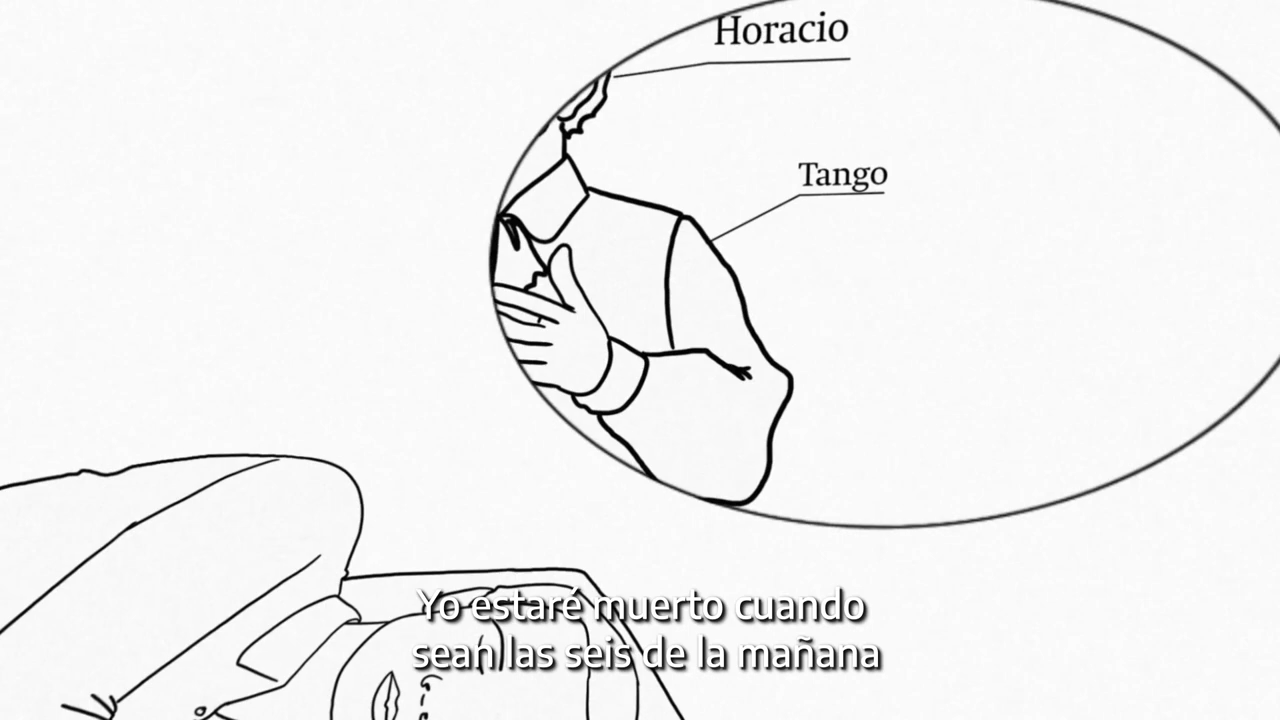 Horacio
Tango
Yo estaré muerto cuando
sean las seis de la mañana